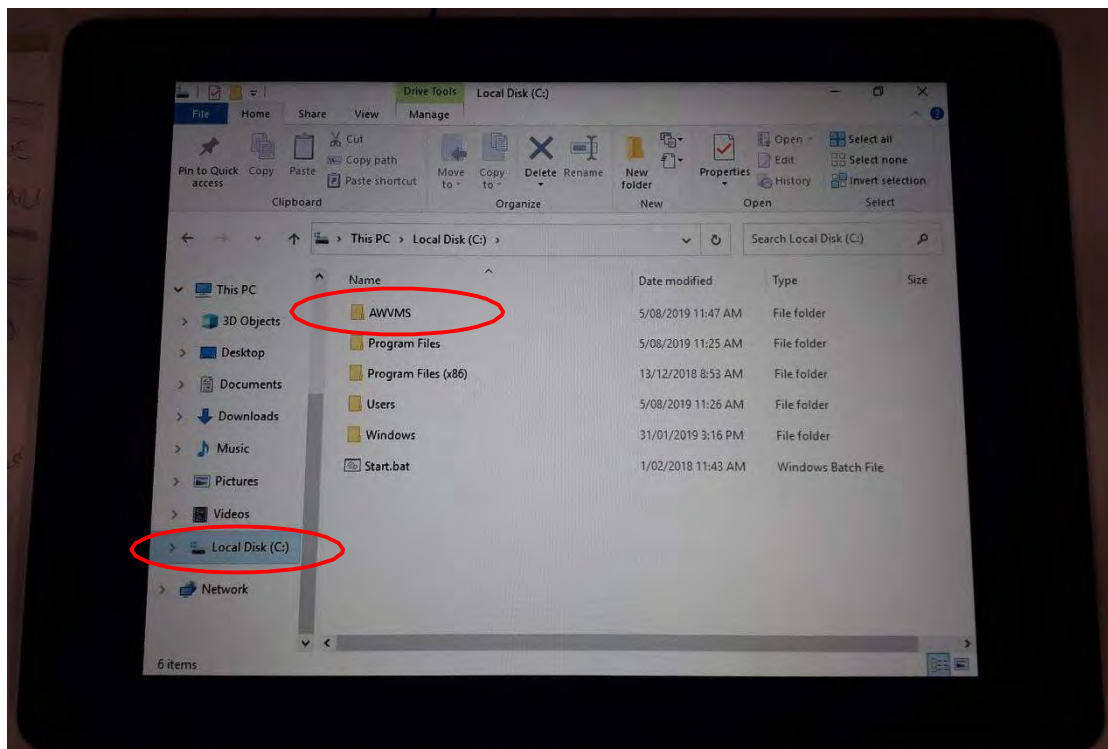 Drive Tools Local Disk (C:)
File Home Share View Manage
Pin to Quick access
Copy
Paste
Cut
Copy path
Paste shortcut
Move to
Copy to
Delete
Rename
New folder
Properties
Open
Edit
History
Select all
Select none
Invert selection
Clipboard Organize New Open Select
This PC > Local Disk (C:) >
Search Local Disk (C:)
Name Date modified Type Size
This PC
3D Objects
Desktop
Documents
Downloads
Music
Pictures
Videos
Local Disk (C:)
Network
AWVMS 5/08/2019 11:47 AM File folder
Program Files 5/08/2019 11:25 AM File folder
Program Files (x86) 13/12/2018 8:53 AM File folder
Users 5/08/2019 11:26 AM File folder
Windows 31/01/2019 3:16 PM File folder
Start.bat 1/02/2018 11:43 AM Windows Batch File
6 items